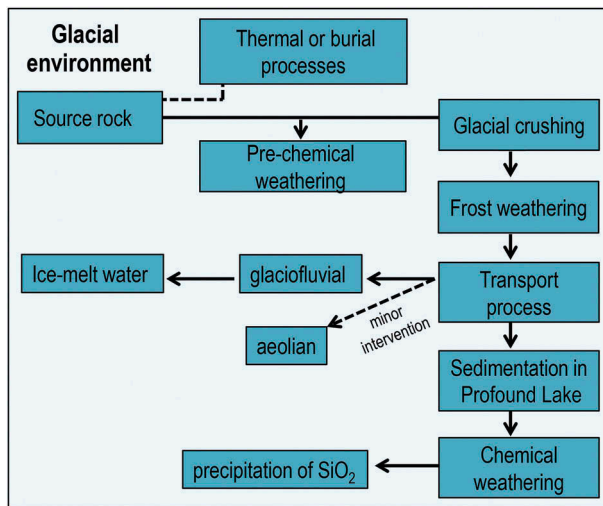 Glacial
environment
Thermal or burial
processes
Source rock
Glacial crushing
Pre-chemical
weathering
Frost weathering
Ice-melt water
glaciofluvial
Transport
process
minor
intervention
aeolian
Sedimentation in
Profound Lake
Chemical
weathering
precipitation of SiO₂